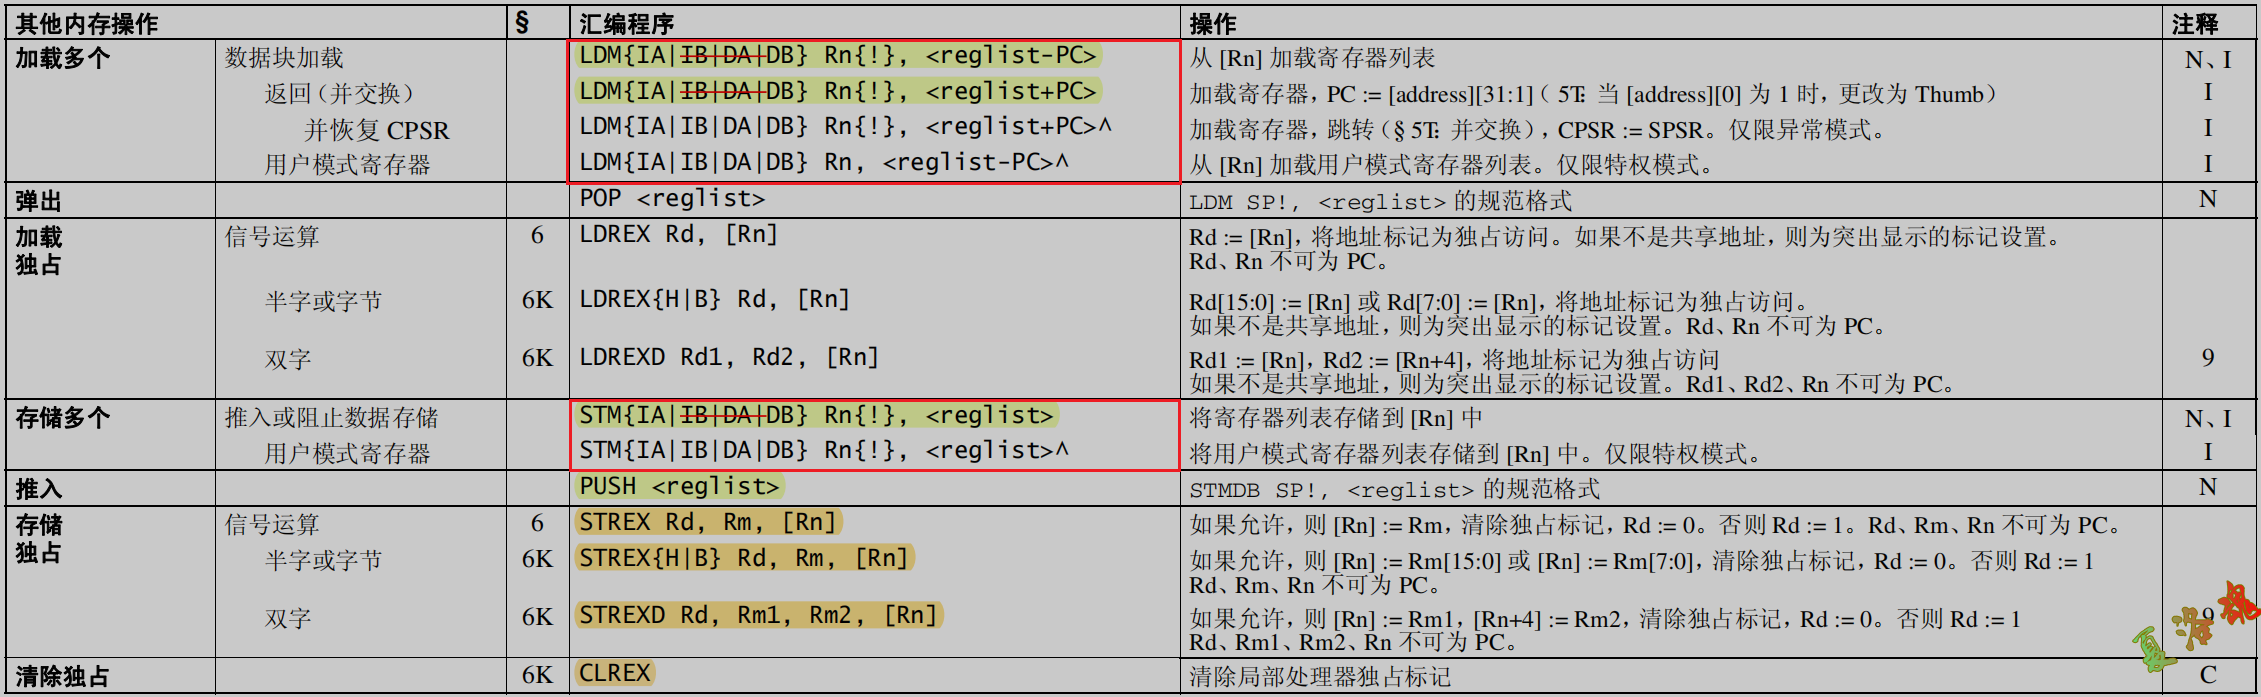 其他内存操作 § 汇编程序 操作 注释
加载多个 数据块加载 LDM{IA|IB|DA|DB} Rn{!}, <reglist-PC> 从 [Rn] 加载寄存器列表 N、I
返回（并交换） LDM{IA|IB|DA|DB} Rn{!}, <reglist+PC> 加载寄存器，PC := [address][31:1]（ 5T: 当 [address][0] 为 1 时，更改为 Thumb） I
并恢复 CPSR LDM{IA|IB|DA|DB} Rn{!}, <reglist+PC>^ 加载寄存器，跳转（§ 5T: 并交换），CPSR := SPSR。仅限异常模式。 I
用户模式寄存器 LDM{IA|IB|DA|DB} Rn, <reglist-PC>^ 从 [Rn] 加载用户模式寄存器列表。仅限特权模式。 I
弹出 POP <reglist> LDM SP!, <reglist> 的规范格式 N
加载 信号运算 6 LDREX Rd, [Rn] Rd := [Rn]，将地址标记为独占访问。如果不是共享地址，则为突出显示的标记设置。
独占 Rd、Rn 不可为 PC。
半字或字节 6K LDREX{H|B} Rd, [Rn] Rd[15:0] := [Rn] 或 Rd[7:0] := [Rn]，将地址标记为独占访问。
如果不是共享地址，则为突出显示的标记设置。Rd、Rn 不可为 PC。
双字 6K LDREXD Rd1, Rd2, [Rn] Rd1 := [Rn]，Rd2 := [Rn+4]，将地址标记为独占访问 9
如果不是共享地址，则为突出显示的标记设置。Rd1、Rd2、Rn 不可为 PC。
存储多个 推入或阻止数据存储 STM{IA|IB|DA|DB} Rn{!}, <reglist> 将寄存器列表存储到 [Rn] 中 N、I
用户模式寄存器 STM{IA|IB|DA|DB} Rn{!}, <reglist>^ 将用户模式寄存器列表存储到 [Rn] 中。仅限特权模式。 I
推入 PUSH <reglist> STMDB SP!, <reglist> 的规范格式 N
存储 信号运算 6 STREX Rd, Rm, [Rn] 如果允许，则 [Rn] := Rm，清除独占标记，Rd := 0。否则 Rd := 1。Rd、Rm、Rn 不可为 PC。
独占 半字或字节 6K STREX{H|B} Rd, Rm, [Rn] 如果允许，则 [Rn] := Rm[15:0] 或 [Rn] := Rm[7:0]，清除独占标记，Rd := 0。否则 Rd := 1
Rd、Rm、Rn 不可为 PC。
双字 6K STREXD Rd, Rm1, Rm2, [Rn] 如果允许，则 [Rn] := Rm1，[Rn+4] := Rm2，清除独占标记，Rd := 0。否则 Rd := 1 9
Rd、Rm1、Rm2、Rn 不可为 PC。
清除独占 6K CLREX 清除局部处理器独占标记 C